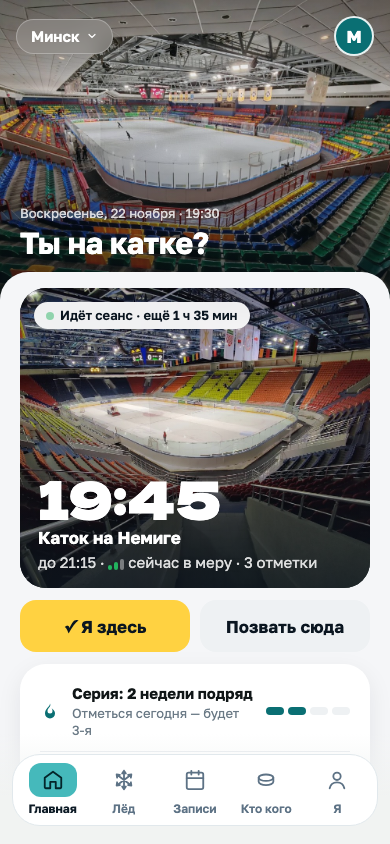 Минск
М
Воскресенье, 22 ноября · 19:30
Ты на катке?
Идёт сеанс · ещё 1 ч 35 мин
19:45
Каток на Немиге
до 21:15 · сейчас в меру · 3 отметки
✓ Я здесь
Позвать сюда
Серия: 2 недели подряд
Отметься сегодня — будет
3-я
Главная
Лёд
Записи
Кто кого
Я